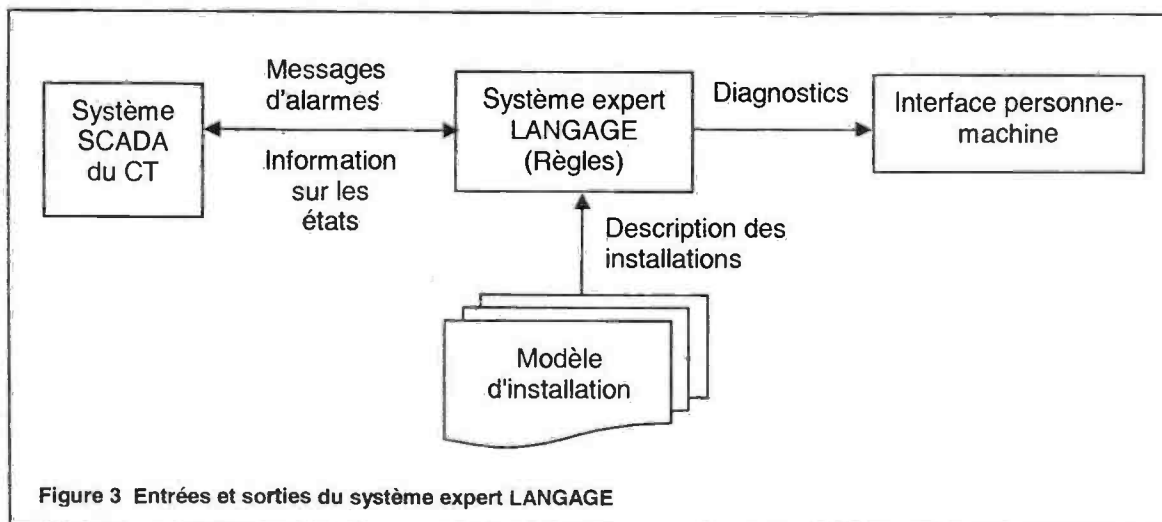 Système
SCADA
du CT
Messages
d'alarmes
Information
sur les
états
Système expert
LANGAGE
(Règles)
Diagnostics
Interface personne-
machine
Description des
installations
Modèle
d'installation
Figure 3 Entrées et sorties du système expert LANGAGE